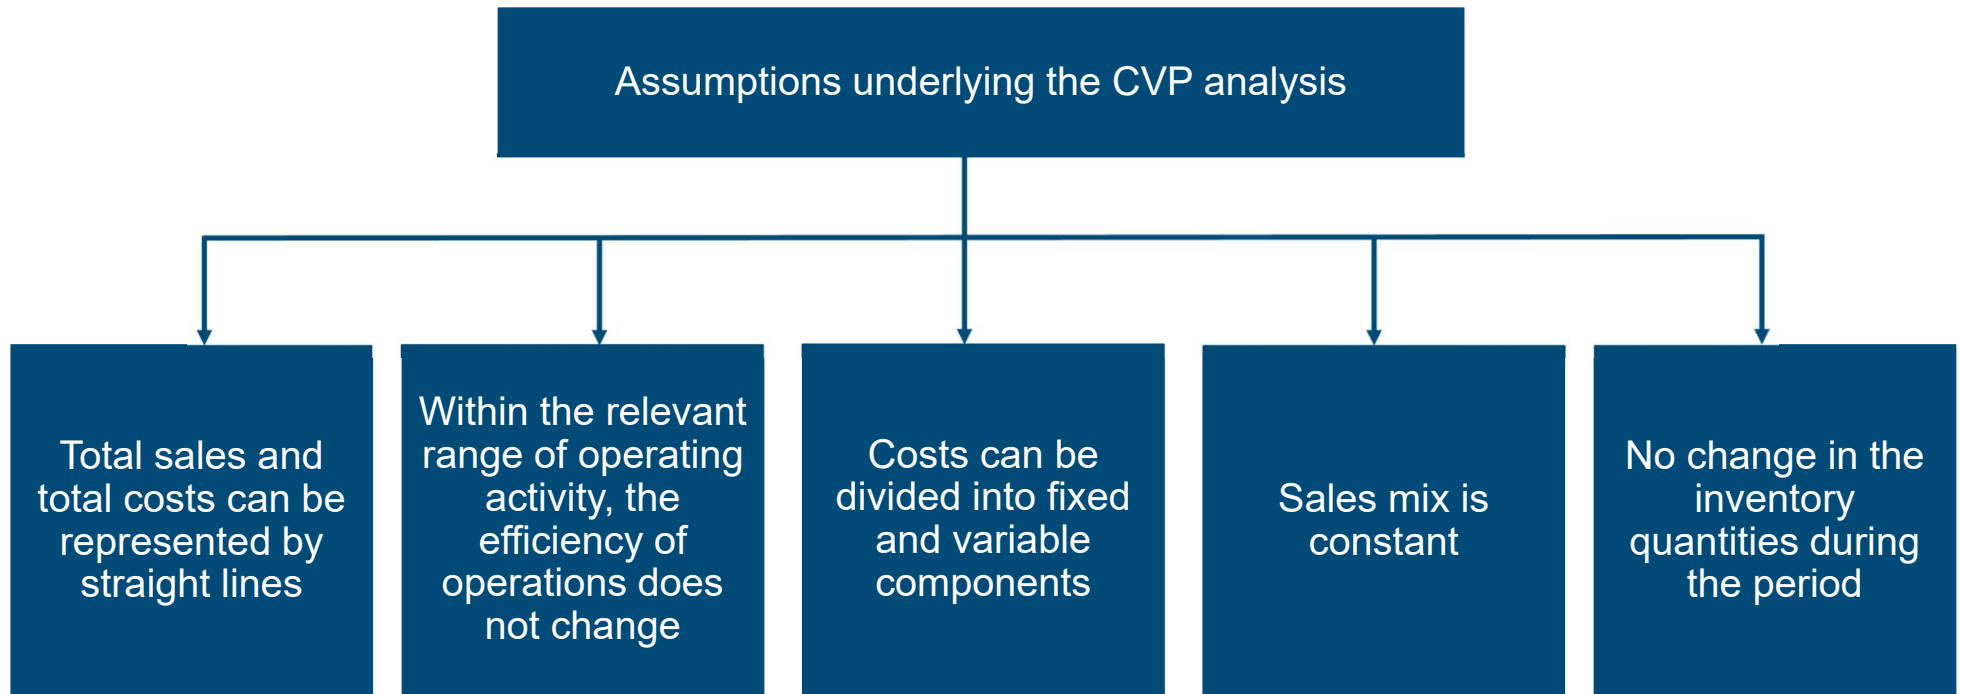 Assumptions underlying the CVP analysis
Total sales and
total costs can be
represented by
straight lines
Within the relevant
range of operating
activity, the
efficiency of
operations does
not change
Costs can be
divided into fixed
and variable
components
Sales mix is
constant
No change in the
inventory
quantities during
the period